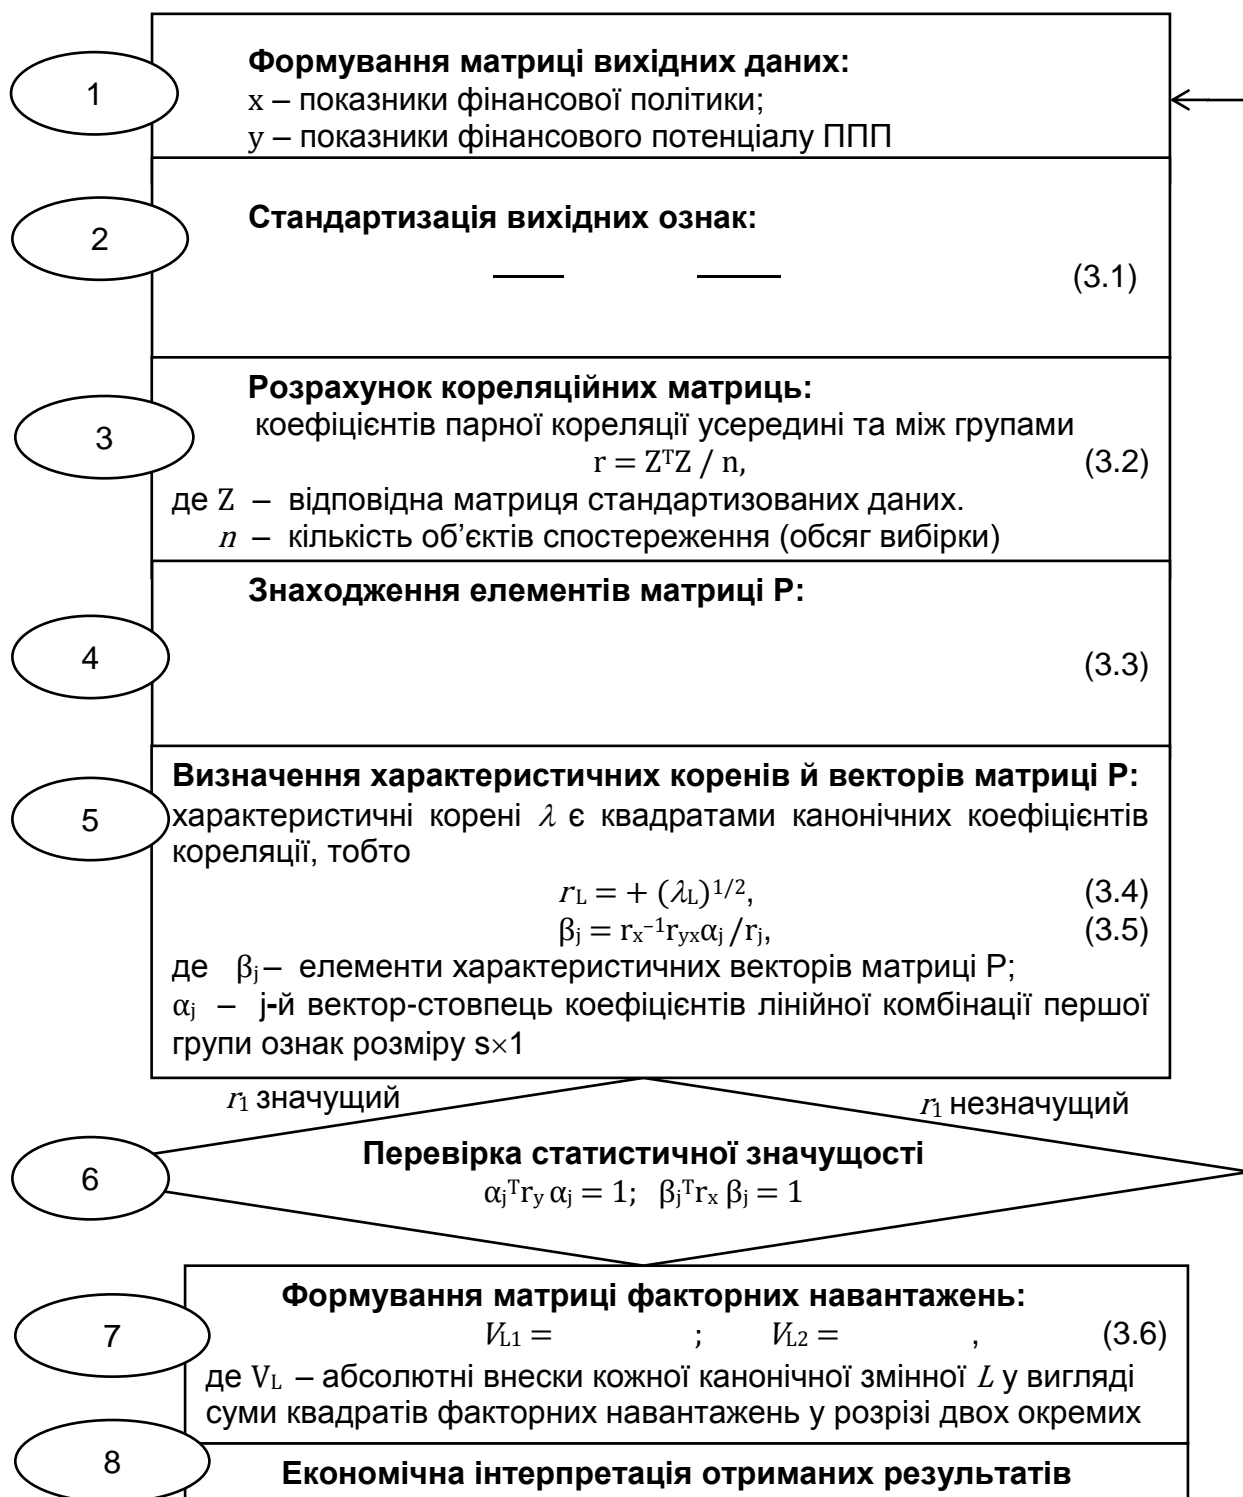 1
Формування матриці вихідних даних:
x – показники фінансової політики;
y – показники фінансового потенціалу ППП
2
Стандартизація вихідних ознак:
(3.1)
3
Розрахунок кореляційних матриць:
коефіцієнтів парної кореляції усередині та між групами
r = ZᵀZ / n, (3.2)
де Z – відповідна матриця стандартизованих даних.
n – кількість об’єктів спостереження (обсяг вибірки)
4
Знаходження елементів матриці Р:
(3.3)
5
Визначення характеристичних коренів й векторів матриці Р:
характеристичні корені λ є квадратами канонічних коефіцієнтів
кореляції, тобто
r_L = + (λ_L)^1/2, (3.4)
β_j = r_x⁻¹r_yxα_j /r_j, (3.5)
де β_j – елементи характеристичних векторів матриці Р;
α_j – j-й вектор-стовпець коефіцієнтів лінійної комбінації першої
групи ознак розміру s×1
r₁ значущий r₁ незначущий
6
Перевірка статистичної значущості
α_jᵀr_y α_j = 1; β_jᵀr_x β_j = 1
7
Формування матриці факторних навантажень:
V_L1 = ; V_L2 = , (3.6)
де V_L – абсолютні внески кожної канонічної змінної L у вигляді
суми квадратів факторних навантажень у розрізі двох окремих
8
Економічна інтерпретація отриманих результатів